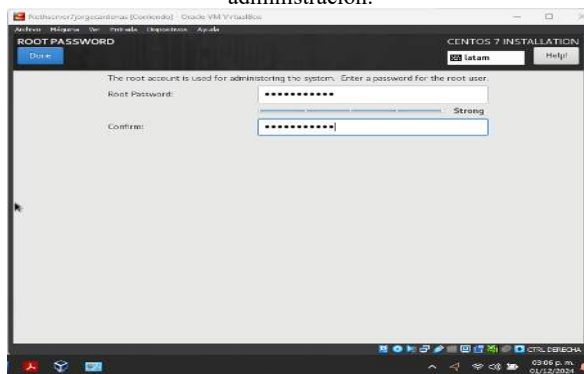 administración.
Nethserver7jorgecardenas [Corriendo] - Oracle VM VirtualBox
Archivo Máquina Ver Entrada Dispositivos Ayuda
ROOT PASSWORD
CENTOS 7 INSTALLATION
Done
latam
Help!
The root account is used for administering the system. Enter a password for the root user.
Root Password:
•••••••••••
Strong
Confirm:
•••••••••••
CTRL DERECHA
03:06 p. m.
01/12/2024